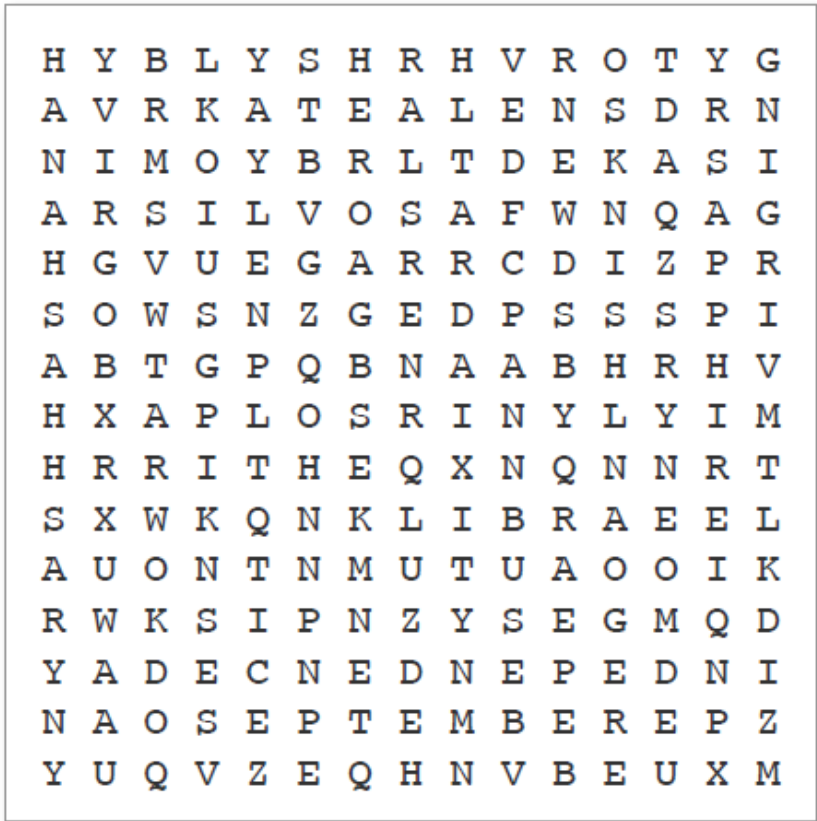 H Y B L Y S H R H V R O T Y G
A V R K A T E A L E N S D R N
N I M O Y B R L T D E K A S I
A R S I L V O S A F W N Q A G
H G V U E G A R R C D I Z P R
S O W S N Z G E D P S S S P I
A B T G P Q B N A A B H R H V
H X A P L O S R I N Y L Y I M
H R R I T H E Q X N Q N N R T
S X W K Q N K L I B R A E E L
A U O N T N M U T U A O O I K
R W K S I P N Z Y S E G M Q D
Y A D E C N E D N E P E D N I
N A O S E P T E M B E R E P Z
Y U Q V Z E Q H N V B E U X M